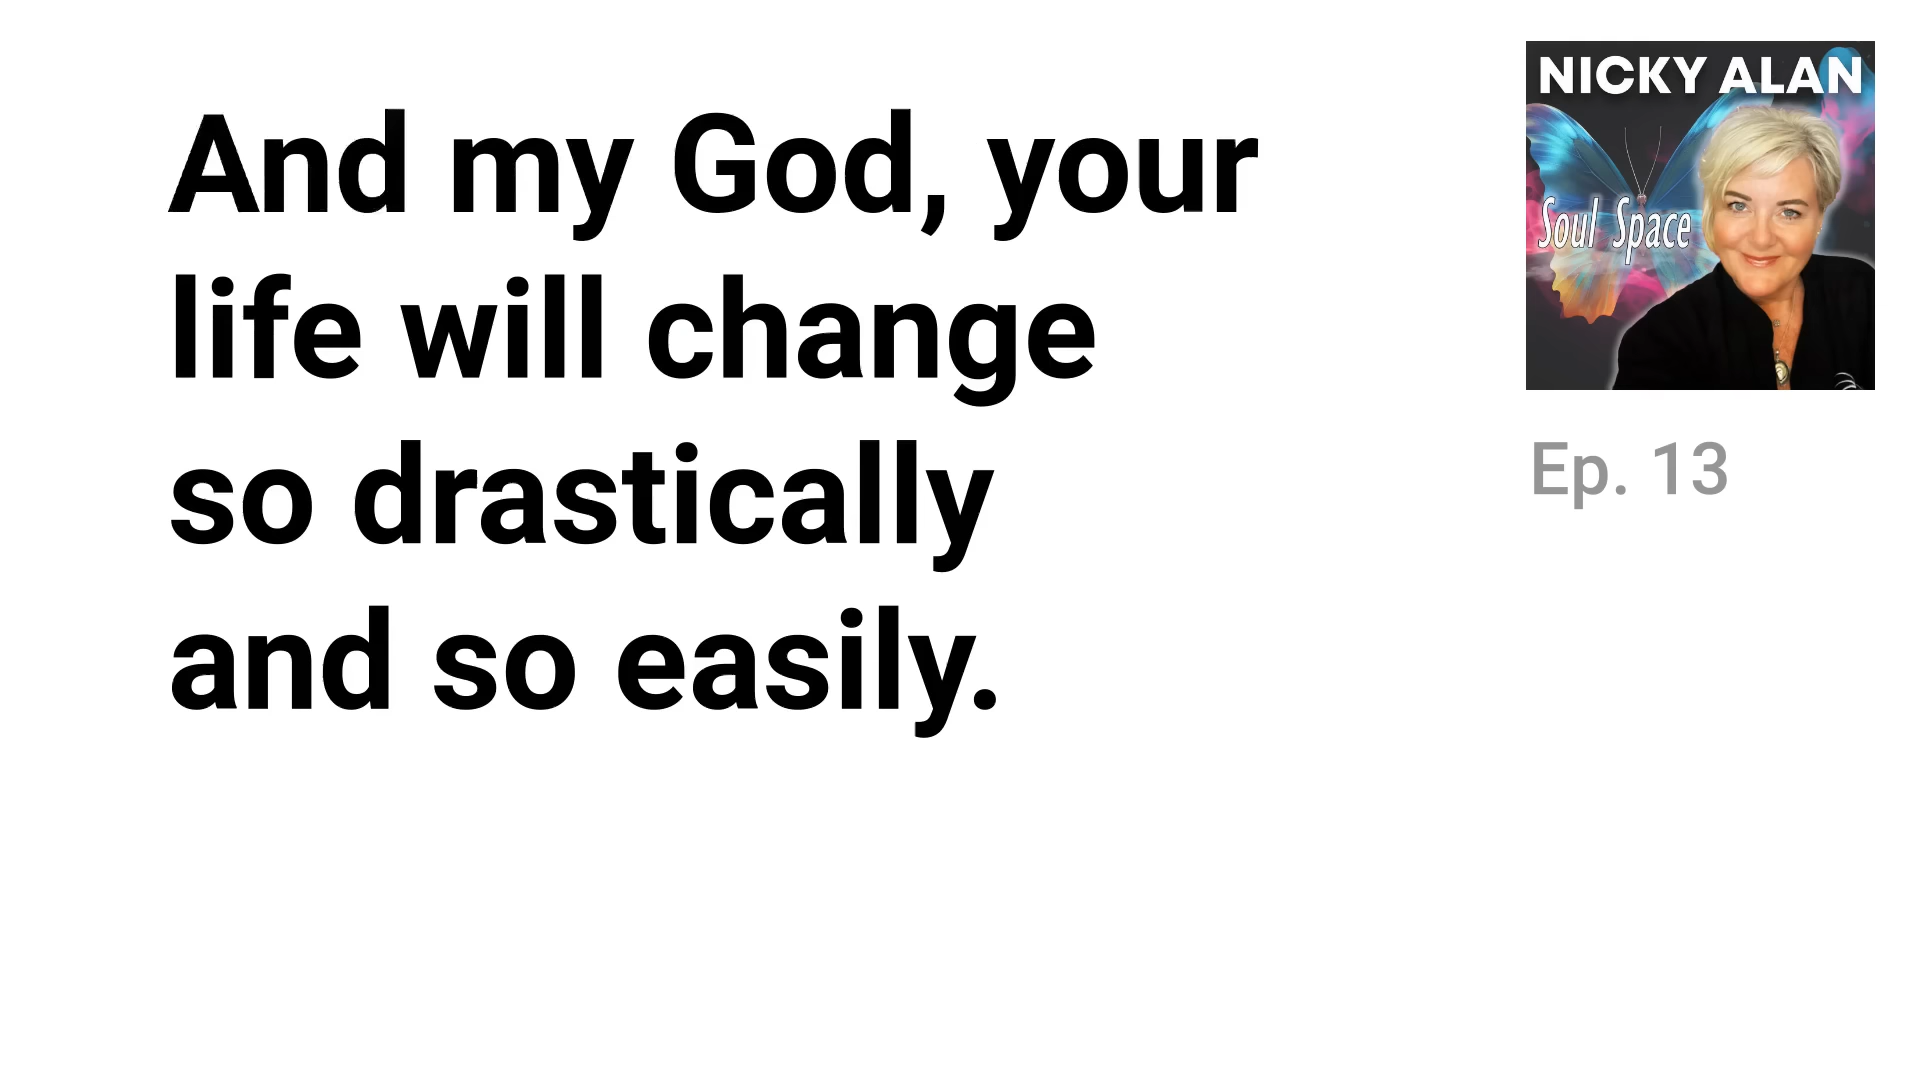 And my God, your
life will change
so drastically
and so easily.
NICKY ALAN
Soul Space
Ep. 13